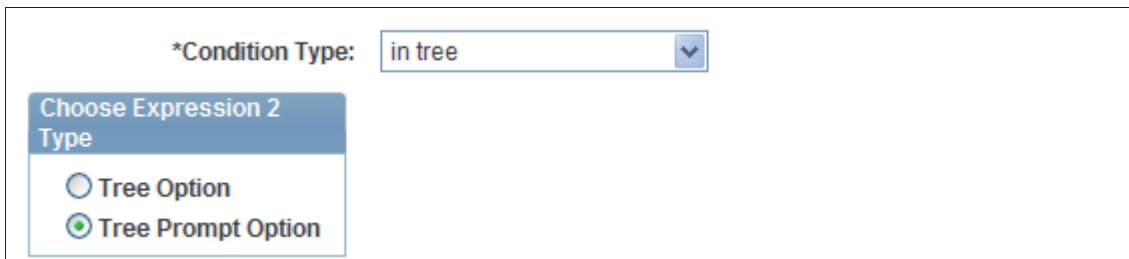 *Condition Type: in tree
Choose Expression 2
Type
Tree Option
Tree Prompt Option